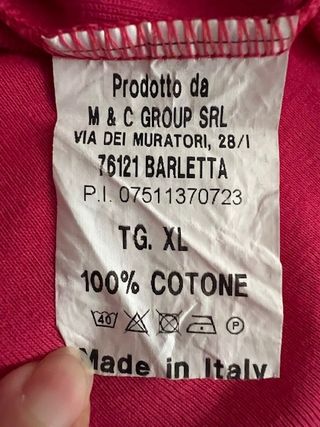 Prodotto da
M & C GROUP SRL
VIA DEI MURATORI, 28/I
76121 BARLETTA
P.I. 07511370723
TG. XL
100% COTONE
40 P
Made in Italy